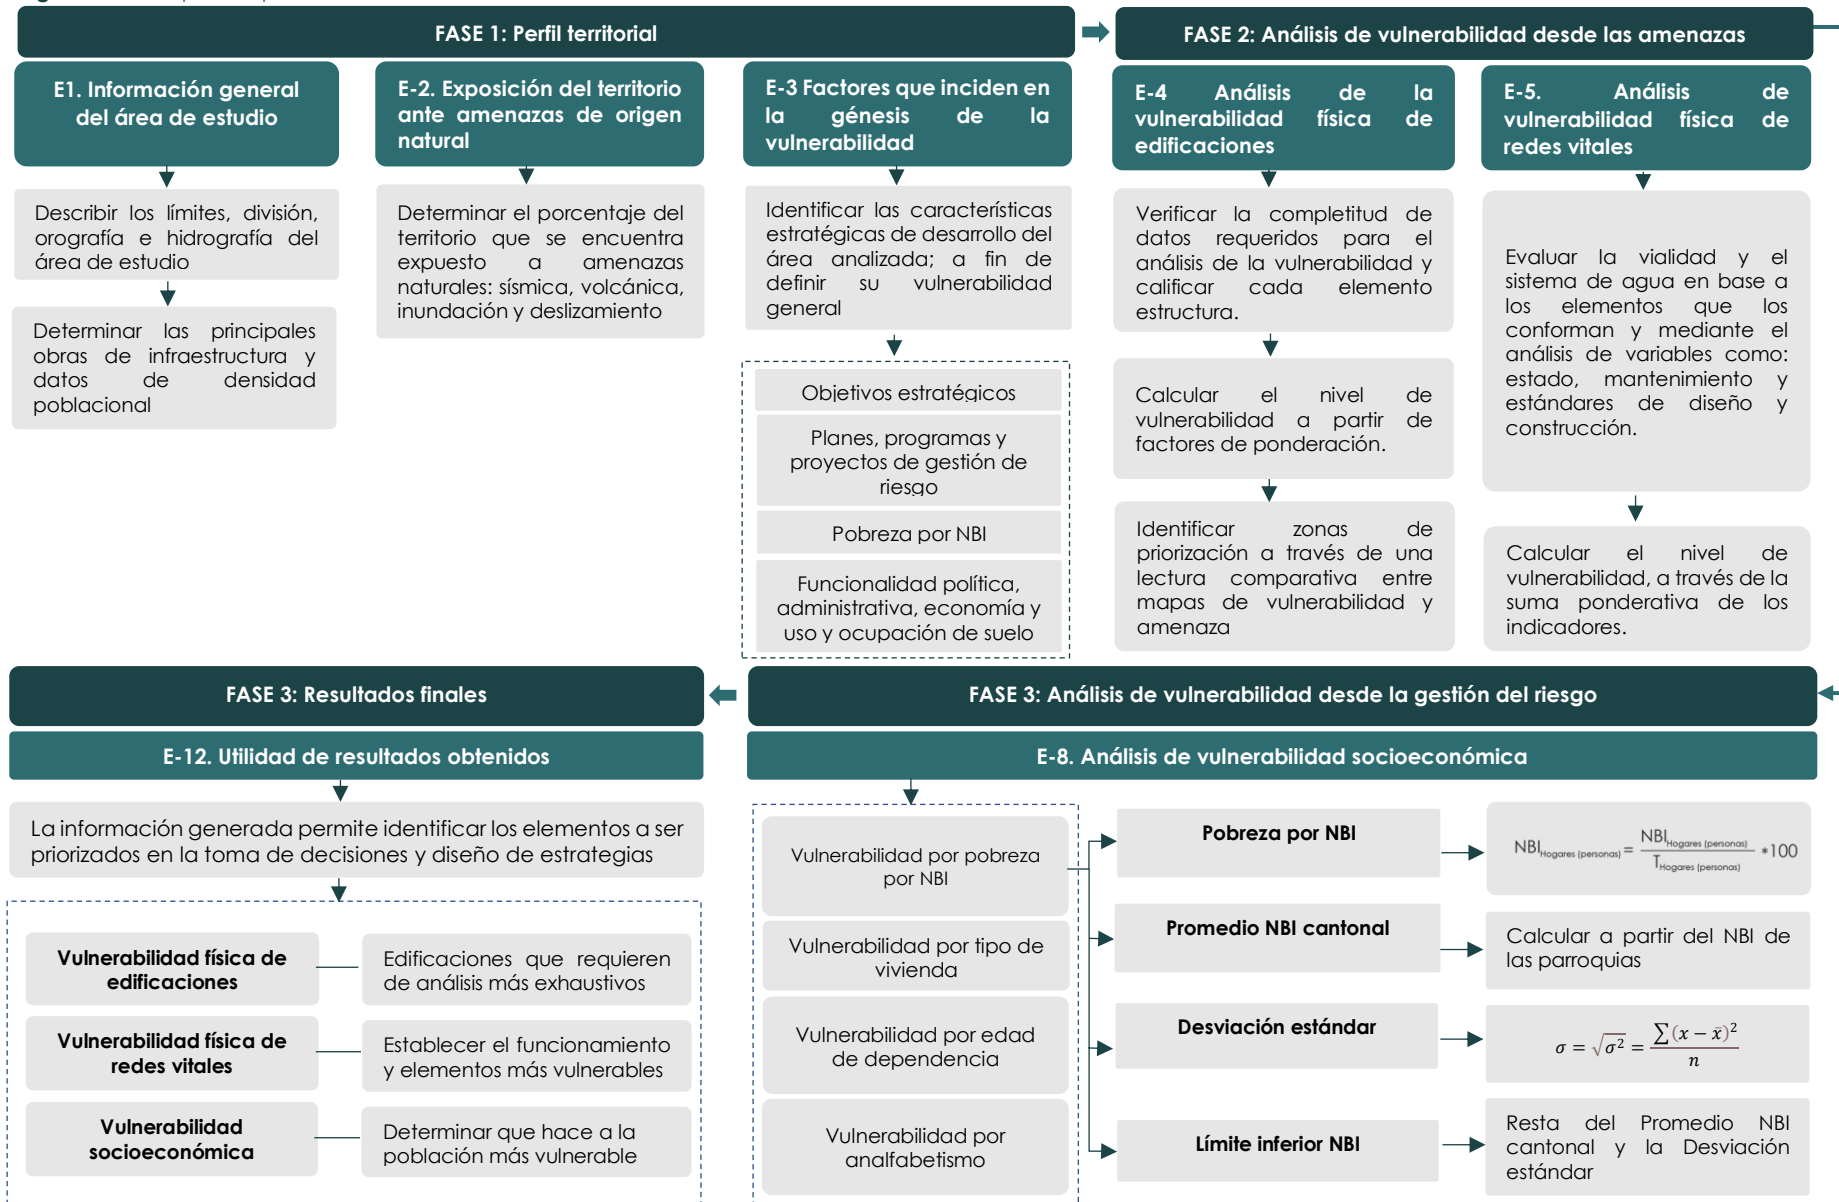 FASE 1: Perfil territorial
FASE 2: Análisis de vulnerabilidad desde las amenazas
E1. Información general
del área de estudio
Describir los límites, división,
orografía e hidrografía del
área de estudio
Determinar las principales
obras de infraestructura y
datos de densidad
poblacional
E-2. Exposición del territorio
ante amenazas de origen
natural
Determinar el porcentaje del
territorio que se encuentra
expuesto a amenazas
naturales: sísmica, volcánica,
inundación y deslizamiento
E-3 Factores que inciden en
la génesis de la
vulnerabilidad
Identificar las características
estratégicas de desarrollo del
área analizada; a fin de
definir su vulnerabilidad
general
Objetivos estratégicos
Planes, programas y
proyectos de gestión de
riesgo
Pobreza por NBI
Funcionalidad política,
administrativa, economía y
uso y ocupación de suelo
E-4 Análisis de la
vulnerabilidad física de
edificaciones
Verificar la completitud de
datos requeridos para el
análisis de la vulnerabilidad y
calificar cada elemento
estructura.
Calcular el nivel de
vulnerabilidad a partir de
factores de ponderación.
Identificar zonas de
priorización a través de una
lectura comparativa entre
mapas de vulnerabilidad y
amenaza
E-5. Análisis de
vulnerabilidad física de
redes vitales
Evaluar la vialidad y el
sistema de agua en base a
los elementos que los
conforman y mediante el
análisis de variables como:
estado, mantenimiento y
estándares de diseño y
construcción.
Calcular el nivel de
vulnerabilidad, a través de la
suma ponderativa de los
indicadores.
FASE 3: Resultados finales
E-12. Utilidad de resultados obtenidos
La información generada permite identificar los elementos a ser
priorizados en la toma de decisiones y diseño de estrategias
Vulnerabilidad física de
edificaciones
Edificaciones que requieren
de análisis más exhaustivos
Vulnerabilidad física de
redes vitales
Establecer el funcionamiento
y elementos más vulnerables
Vulnerabilidad
socioeconómica
Determinar que hace a la
población más vulnerable
FASE 3: Análisis de vulnerabilidad desde la gestión del riesgo
E-8. Análisis de vulnerabilidad socioeconómica
Vulnerabilidad por pobreza
por NBI
Vulnerabilidad por tipo de
vivienda
Vulnerabilidad por edad
de dependencia
Vulnerabilidad por
analfabetismo
Pobreza por NBI
NBI Hogares (personas) = NBI Hogares (personas) / T Hogares (personas) *100
Promedio NBI cantonal
Calcular a partir del NBI de
las parroquias
Desviación estándar
σ = √σ² = ∑(x − x̄)² / n
Límite inferior NBI
Resta del Promedio NBI
cantonal y la Desviación
estándar